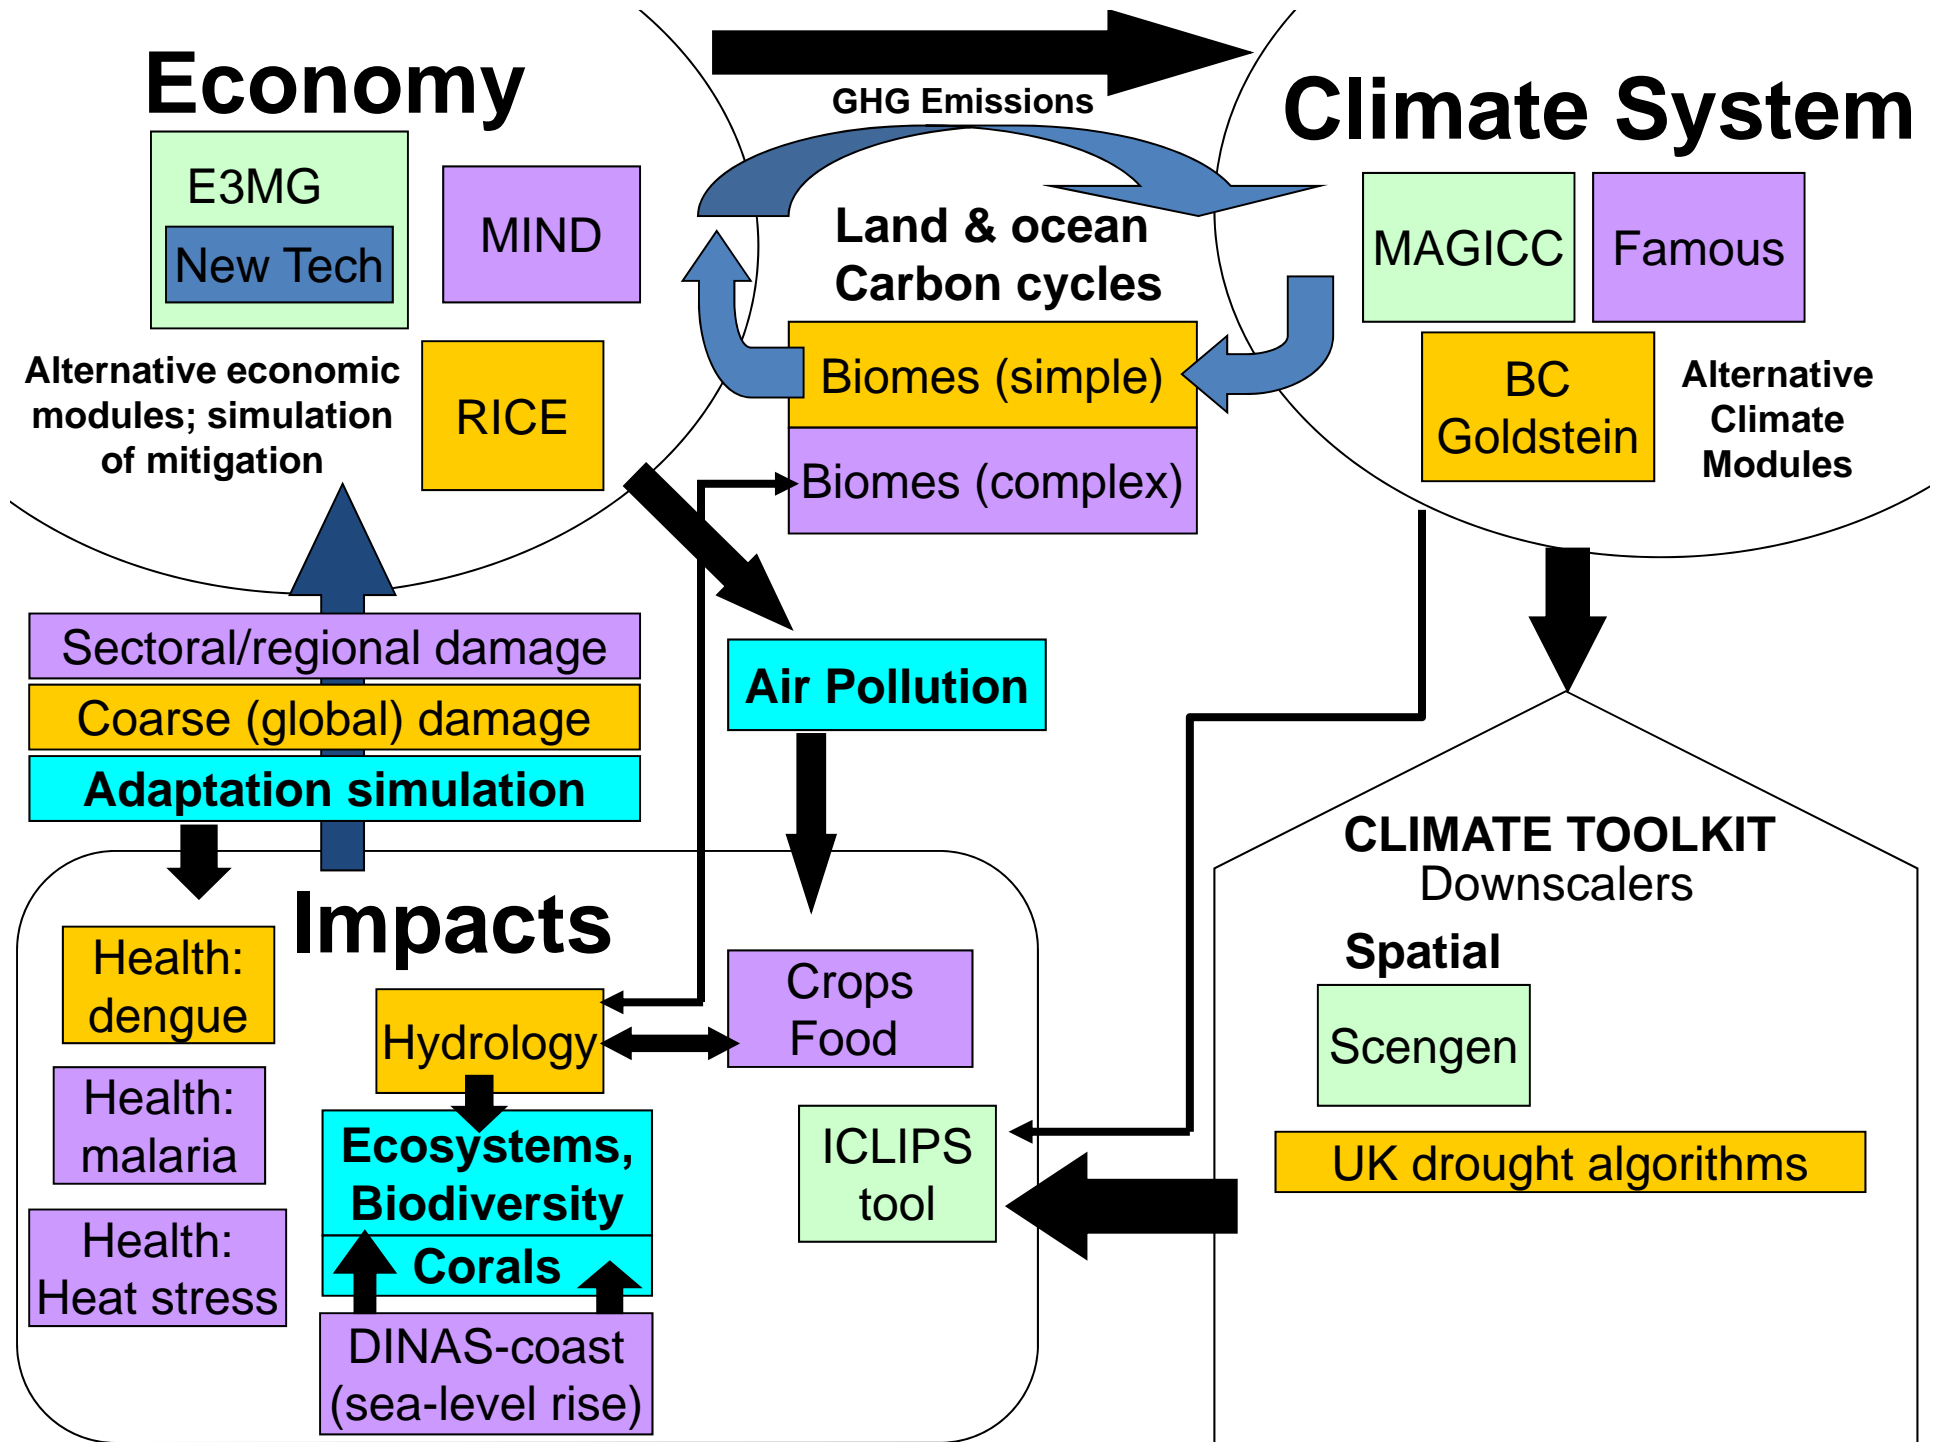 Economy
E3MG
New Tech
MIND
Alternative economic
modules; simulation
of mitigation
RICE
GHG Emissions
Land & ocean
Carbon cycles
Biomes (simple)
Biomes (complex)
Climate System
MAGICC
Famous
BC
Goldstein
Alternative
Climate
Modules
Sectoral/regional damage
Coarse (global) damage
Adaptation simulation
Air Pollution
Impacts
Health:
dengue
Health:
malaria
Health:
Heat stress
Hydrology
Crops
Food
Ecosystems,
Biodiversity
Corals
DINAS-coast
(sea-level rise)
ICLIPS
tool
CLIMATE TOOLKIT
Downscalers
Spatial
Scengen
UK drought algorithms